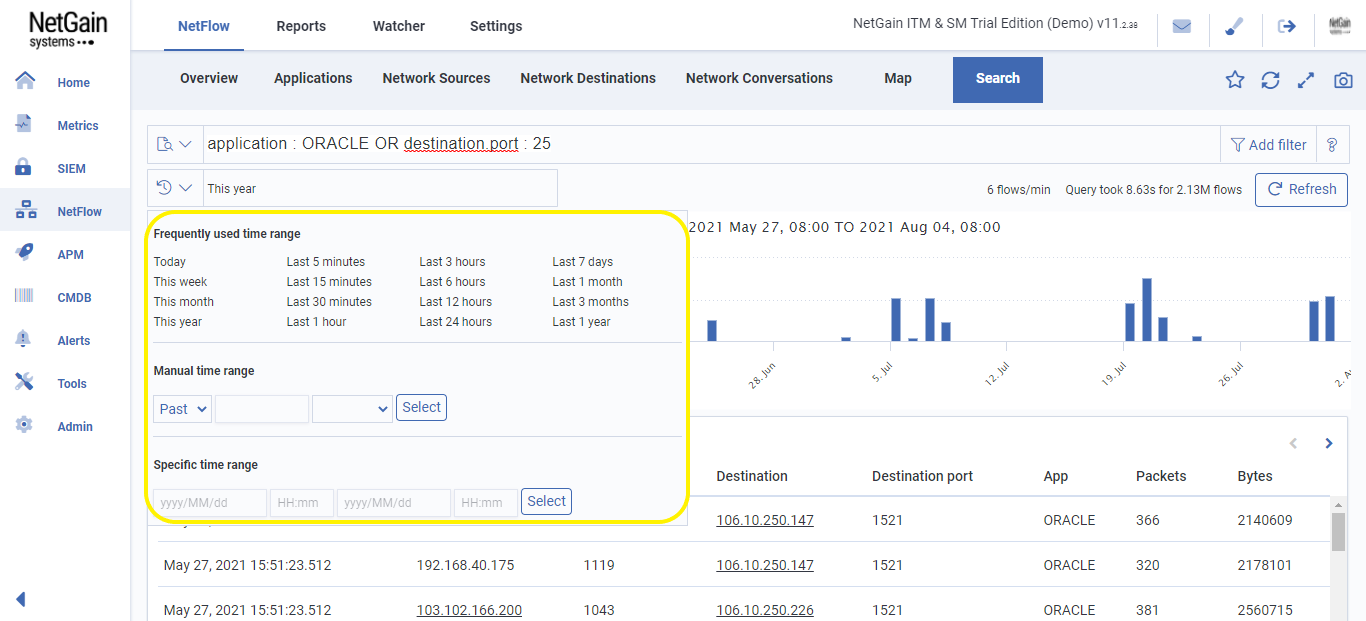 NetGain
systems
NetFlow Reports Watcher Settings
NetGain ITM & SM Trial Edition (Demo) v11.2.38
NetGain
Home
Metrics
SIEM
NetFlow
APM
CMDB
Alerts
Tools
Admin
Overview Applications Network Sources Network Destinations Network Conversations Map Search
application : ORACLE OR destination.port : 25
Add filter ?
This year
6 flows/min Query took 8.63s for 2.13M flows Refresh
2021 May 27, 08:00 TO 2021 Aug 04, 08:00
Frequently used time range
Today Last 5 minutes Last 3 hours Last 7 days
This week Last 15 minutes Last 6 hours Last 1 month
This month Last 30 minutes Last 12 hours Last 3 months
This year Last 1 hour Last 24 hours Last 1 year
Manual time range
Past Select
Specific time range
yyyy/MM/dd HH:mm yyyy/MM/dd HH:mm Select
28. Jun 5. Jul 12. Jul 19. Jul 26. Jul 2. A
Destination Destination port App Packets Bytes
106.10.250.147 1521 ORACLE 366 2140609
May 27, 2021 15:51:23.512 192.168.40.175 1119 106.10.250.147 1521 ORACLE 320 2178101
May 27, 2021 15:51:23.512 103.102.166.200 1043 106.10.250.226 1521 ORACLE 381 2560715